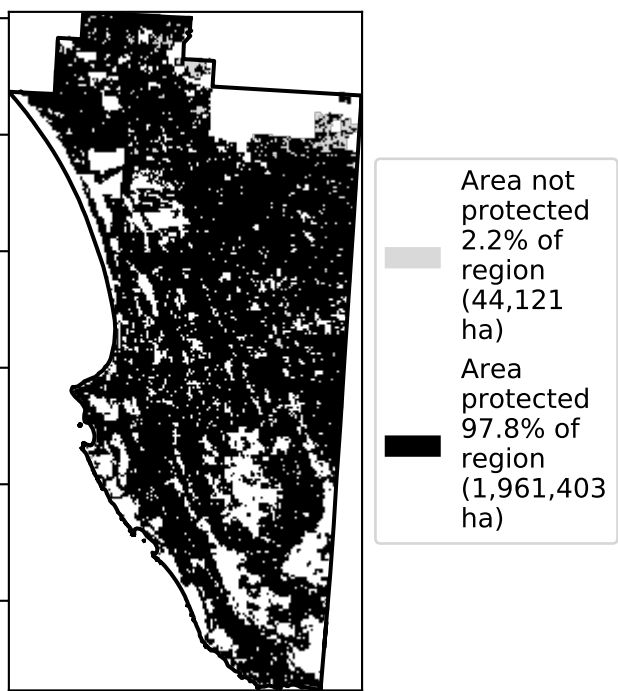 Area not
protected
2.2% of
region
(44,121
ha)
Area
protected
97.8% of
region
(1,961,403
ha)